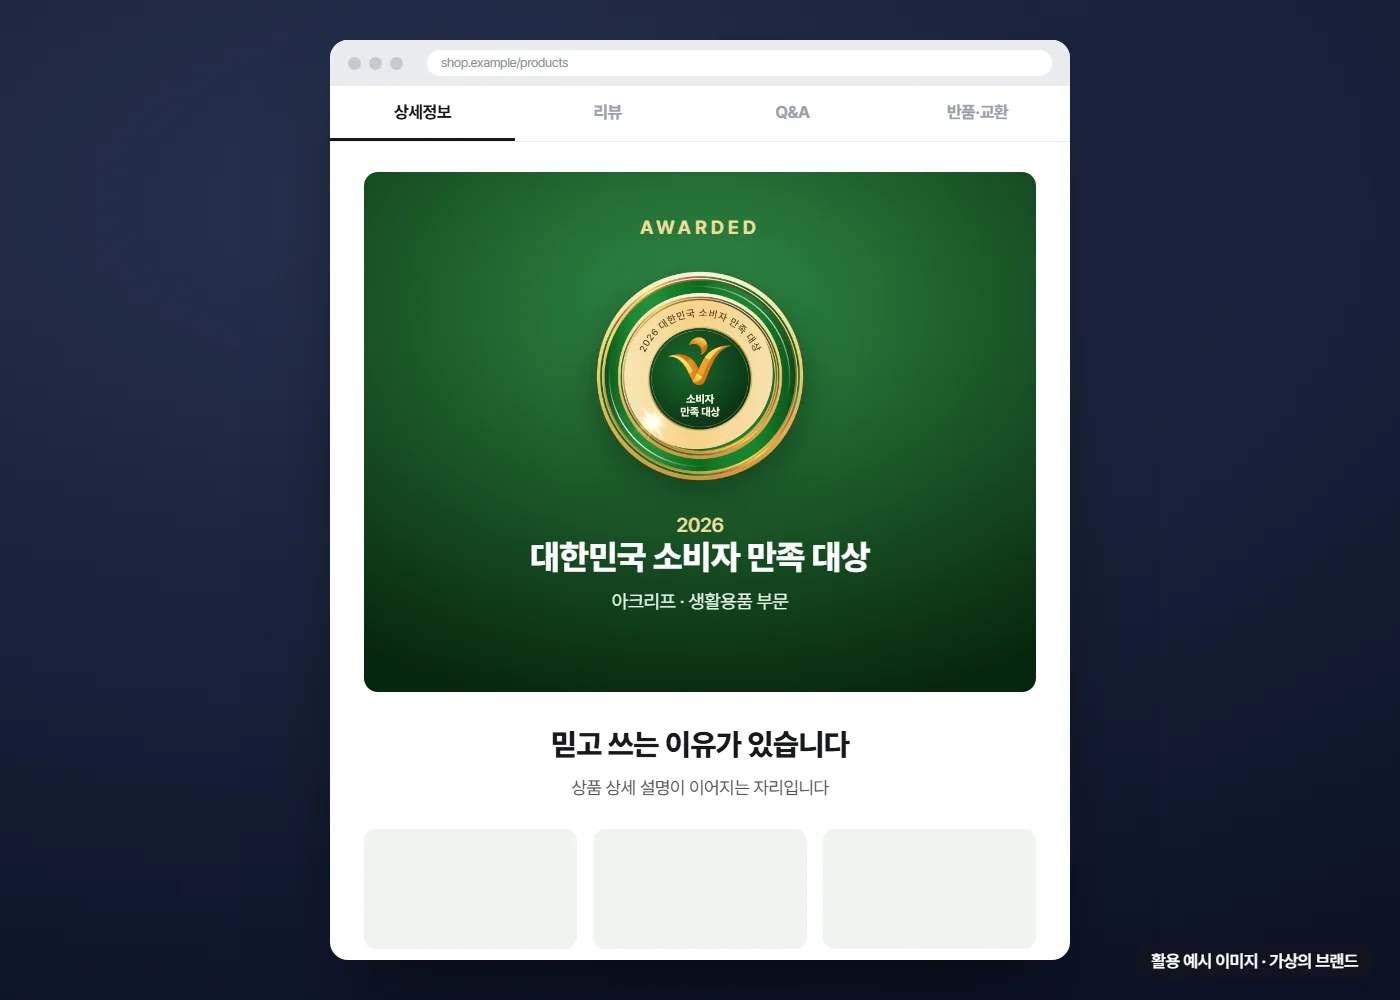 shop.example/products
상세정보
리뷰
Q&A
반품·교환
AWARDED
2026 대한민국 소비자 만족 대상
소비자
만족 대상
2026
대한민국 소비자 만족 대상
아크리프 · 생활용품 부문
믿고 쓰는 이유가 있습니다
상품 상세 설명이 이어지는 자리입니다
활용 예시 이미지 · 가상의 브랜드